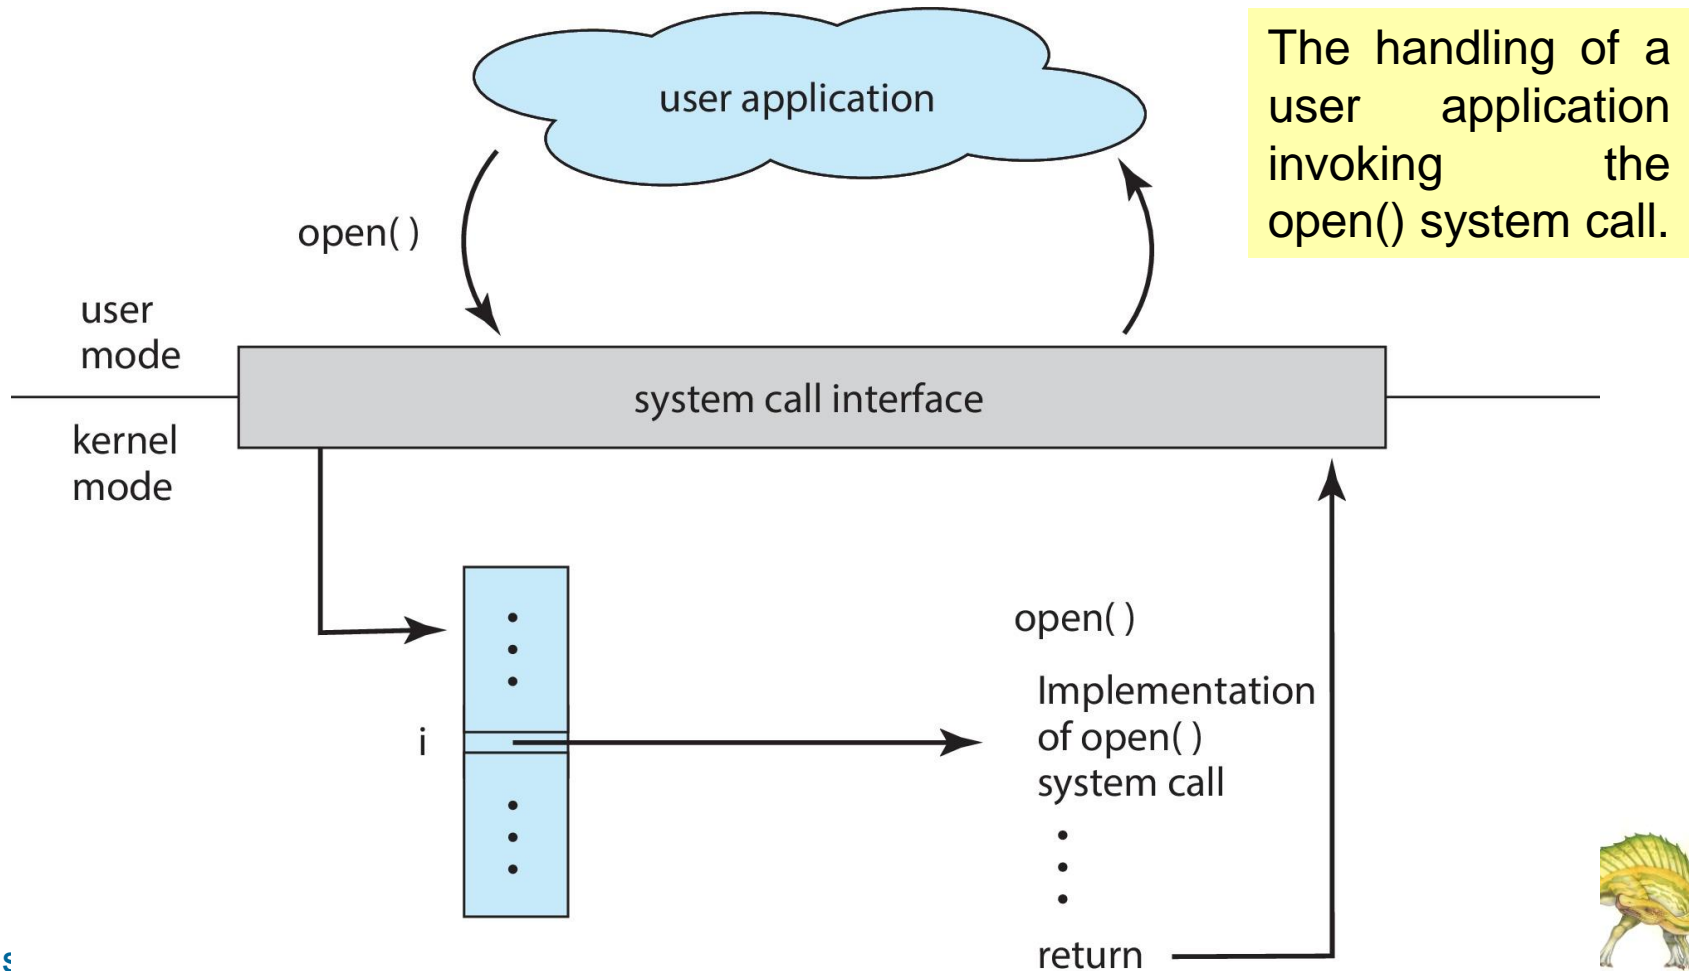 The handling of a
user application
invoking the
open() system call.
user application
open( )
user
mode
system call interface
kernel
mode
open( )
Implementation
of open( )
system call
i
return